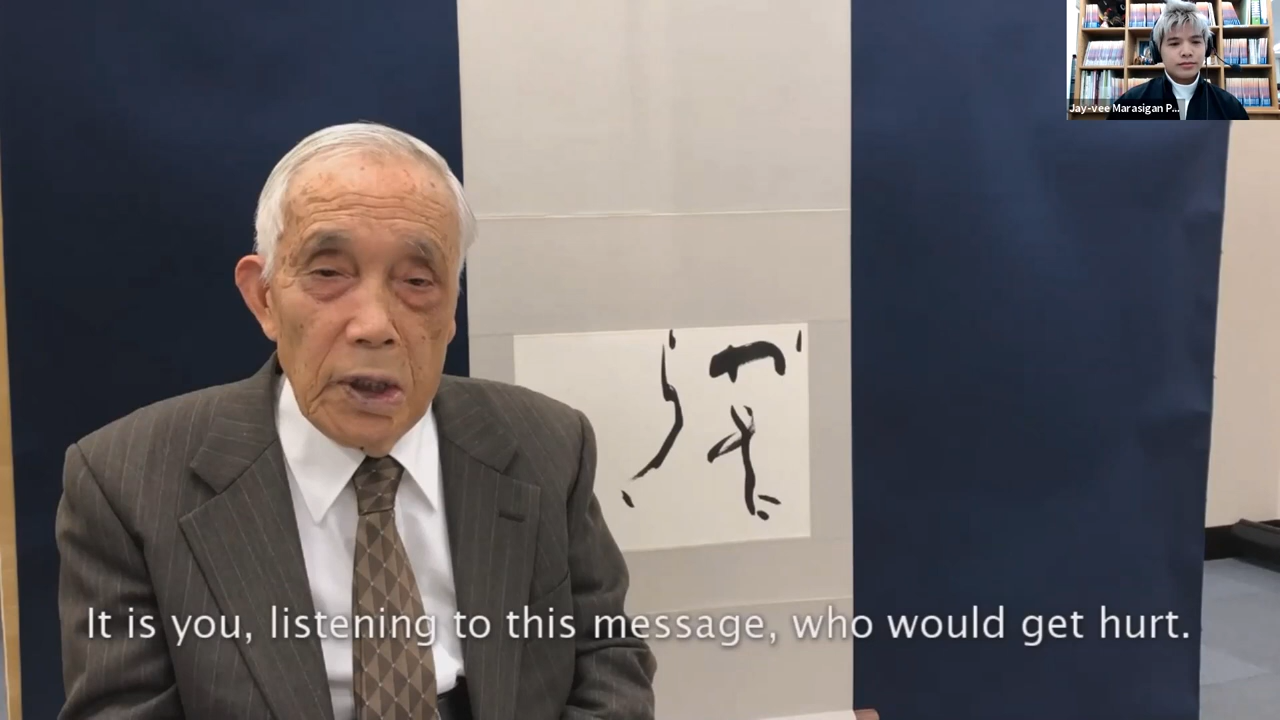 Jay-vee Marasigan P...
It is you, listening to this message, who would get hurt.